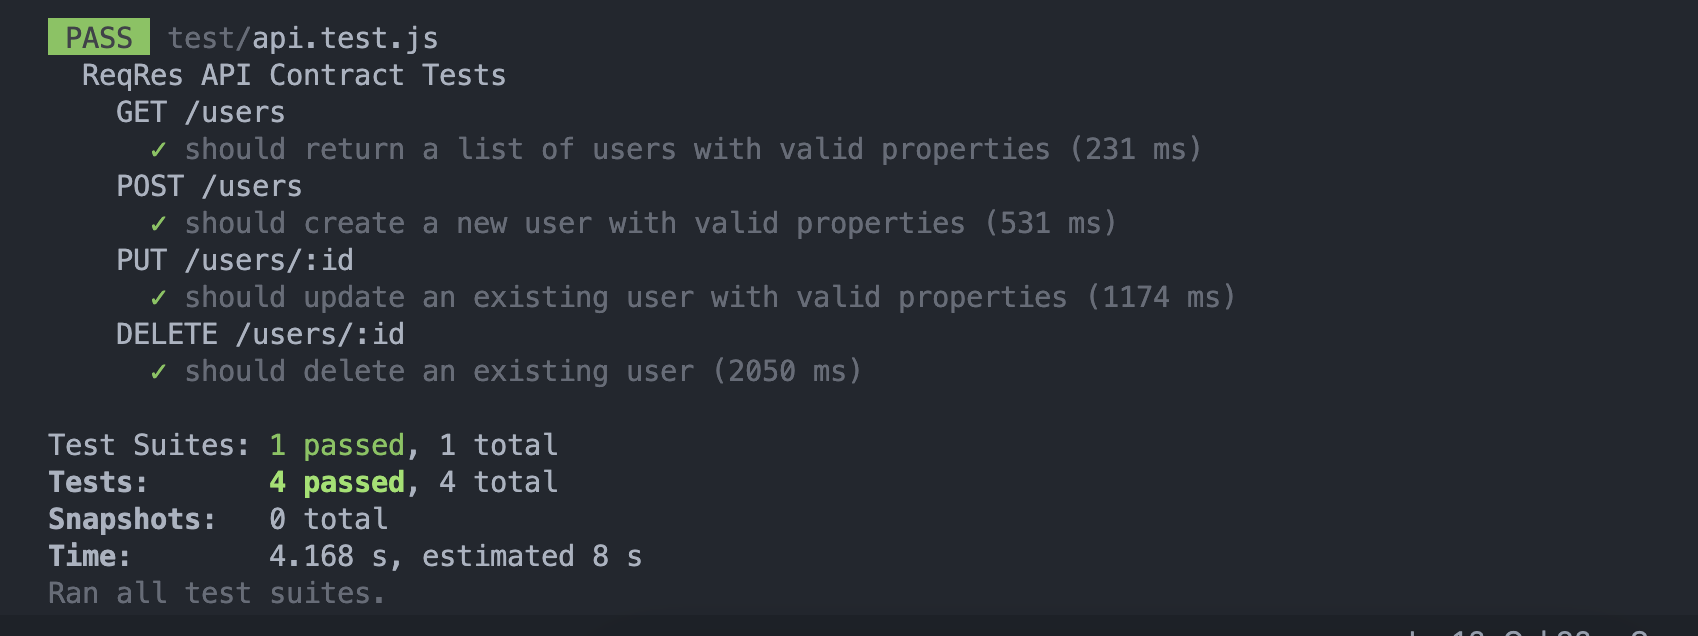 PASS test/api.test.js
ReqRes API Contract Tests
GET /users
✓ should return a list of users with valid properties (231 ms)
POST /users
✓ should create a new user with valid properties (531 ms)
PUT /users/:id
✓ should update an existing user with valid properties (1174 ms)
DELETE /users/:id
✓ should delete an existing user (2050 ms)
Test Suites: 1 passed, 1 total
Tests: 4 passed, 4 total
Snapshots: 0 total
Time: 4.168 s, estimated 8 s
Ran all test suites.